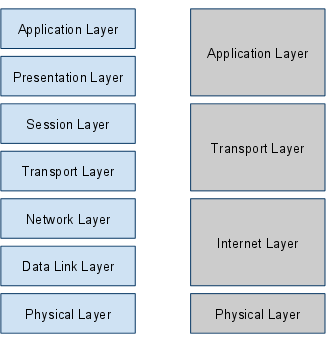 Application Layer
Presentation Layer
Session Layer
Transport Layer
Network Layer
Data Link Layer
Physical Layer
Application Layer
Transport Layer
Internet Layer
Physical Layer